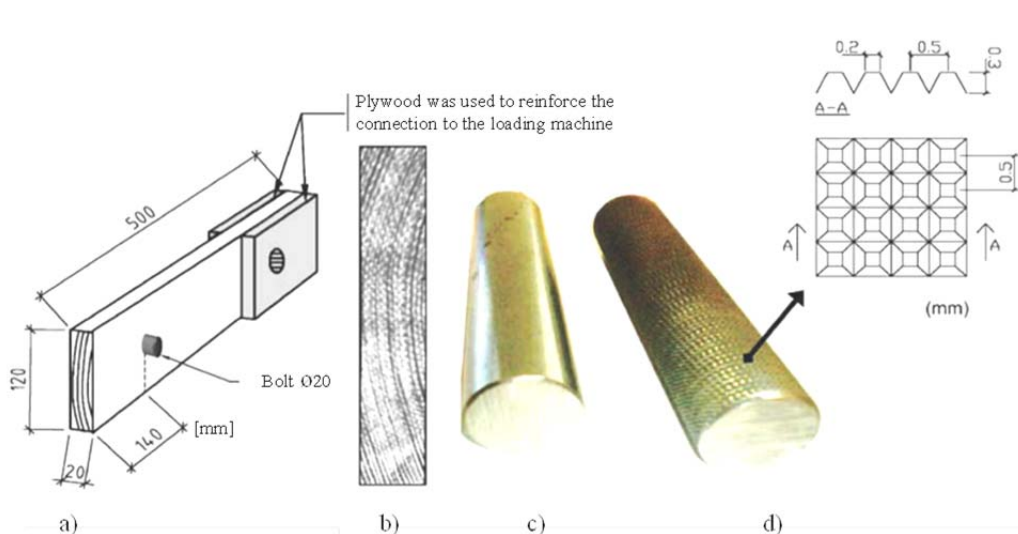 0.2
0.5
0.3
A-A
Plywood was used to reinforce the
connection to the loading machine
500
0.5
A
A
(mm)
120
Bolt Ø20
[mm]
140
20
a)
b)
c)
d)